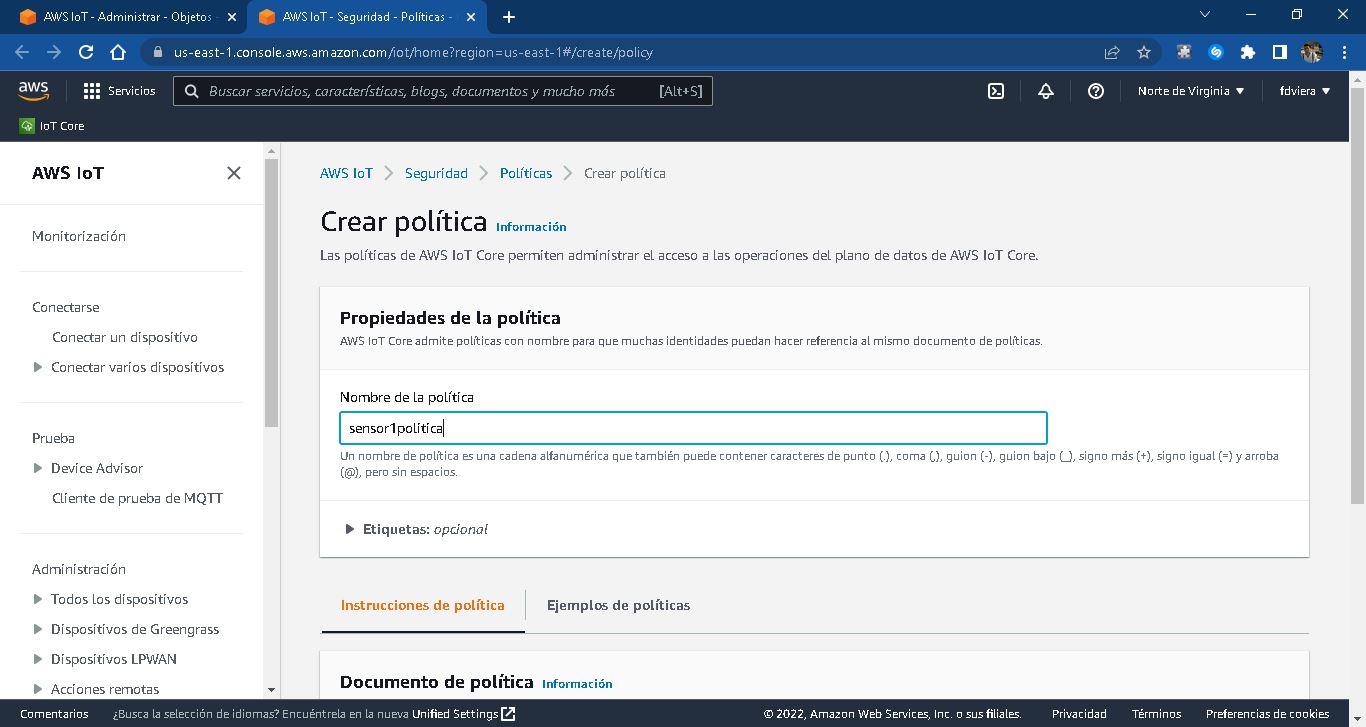 AWS IoT - Administrar - Objetos
AWS IoT - Seguridad - Políticas -
us-east-1.console.aws.amazon.com/iot/home?region=us-east-1#/create/policy
aws
Servicios
Buscar servicios, características, blogs, documentos y mucho más [Alt+S]
Norte de Virginia
fdviera
IoT Core
AWS IoT
Monitorización
Conectarse
Conectar un dispositivo
Conectar varios dispositivos
Prueba
Device Advisor
Cliente de prueba de MQTT
Administración
Todos los dispositivos
Dispositivos de Greengrass
Dispositivos LPWAN
Acciones remotas
AWS IoT > Seguridad > Políticas > Crear política
Crear política Información
Las políticas de AWS IoT Core permiten administrar el acceso a las operaciones del plano de datos de AWS IoT Core.
Propiedades de la política
AWS IoT Core admite políticas con nombre para que muchas identidades puedan hacer referencia al mismo documento de políticas.
Nombre de la política
sensor1politica
Un nombre de política es una cadena alfanumérica que también puede contener caracteres de punto (.), coma (,), guion (-), guion bajo (_), signo más (+), signo igual (=) y arroba
(@), pero sin espacios.
Etiquetas: opcional
Instrucciones de política
Ejemplos de políticas
Documento de política Información
Comentarios
¿Busca la selección de idiomas? Encuéntrela en la nueva Unified Settings
© 2022, Amazon Web Services, Inc. o sus filiales.
Privacidad
Términos
Preferencias de cookies